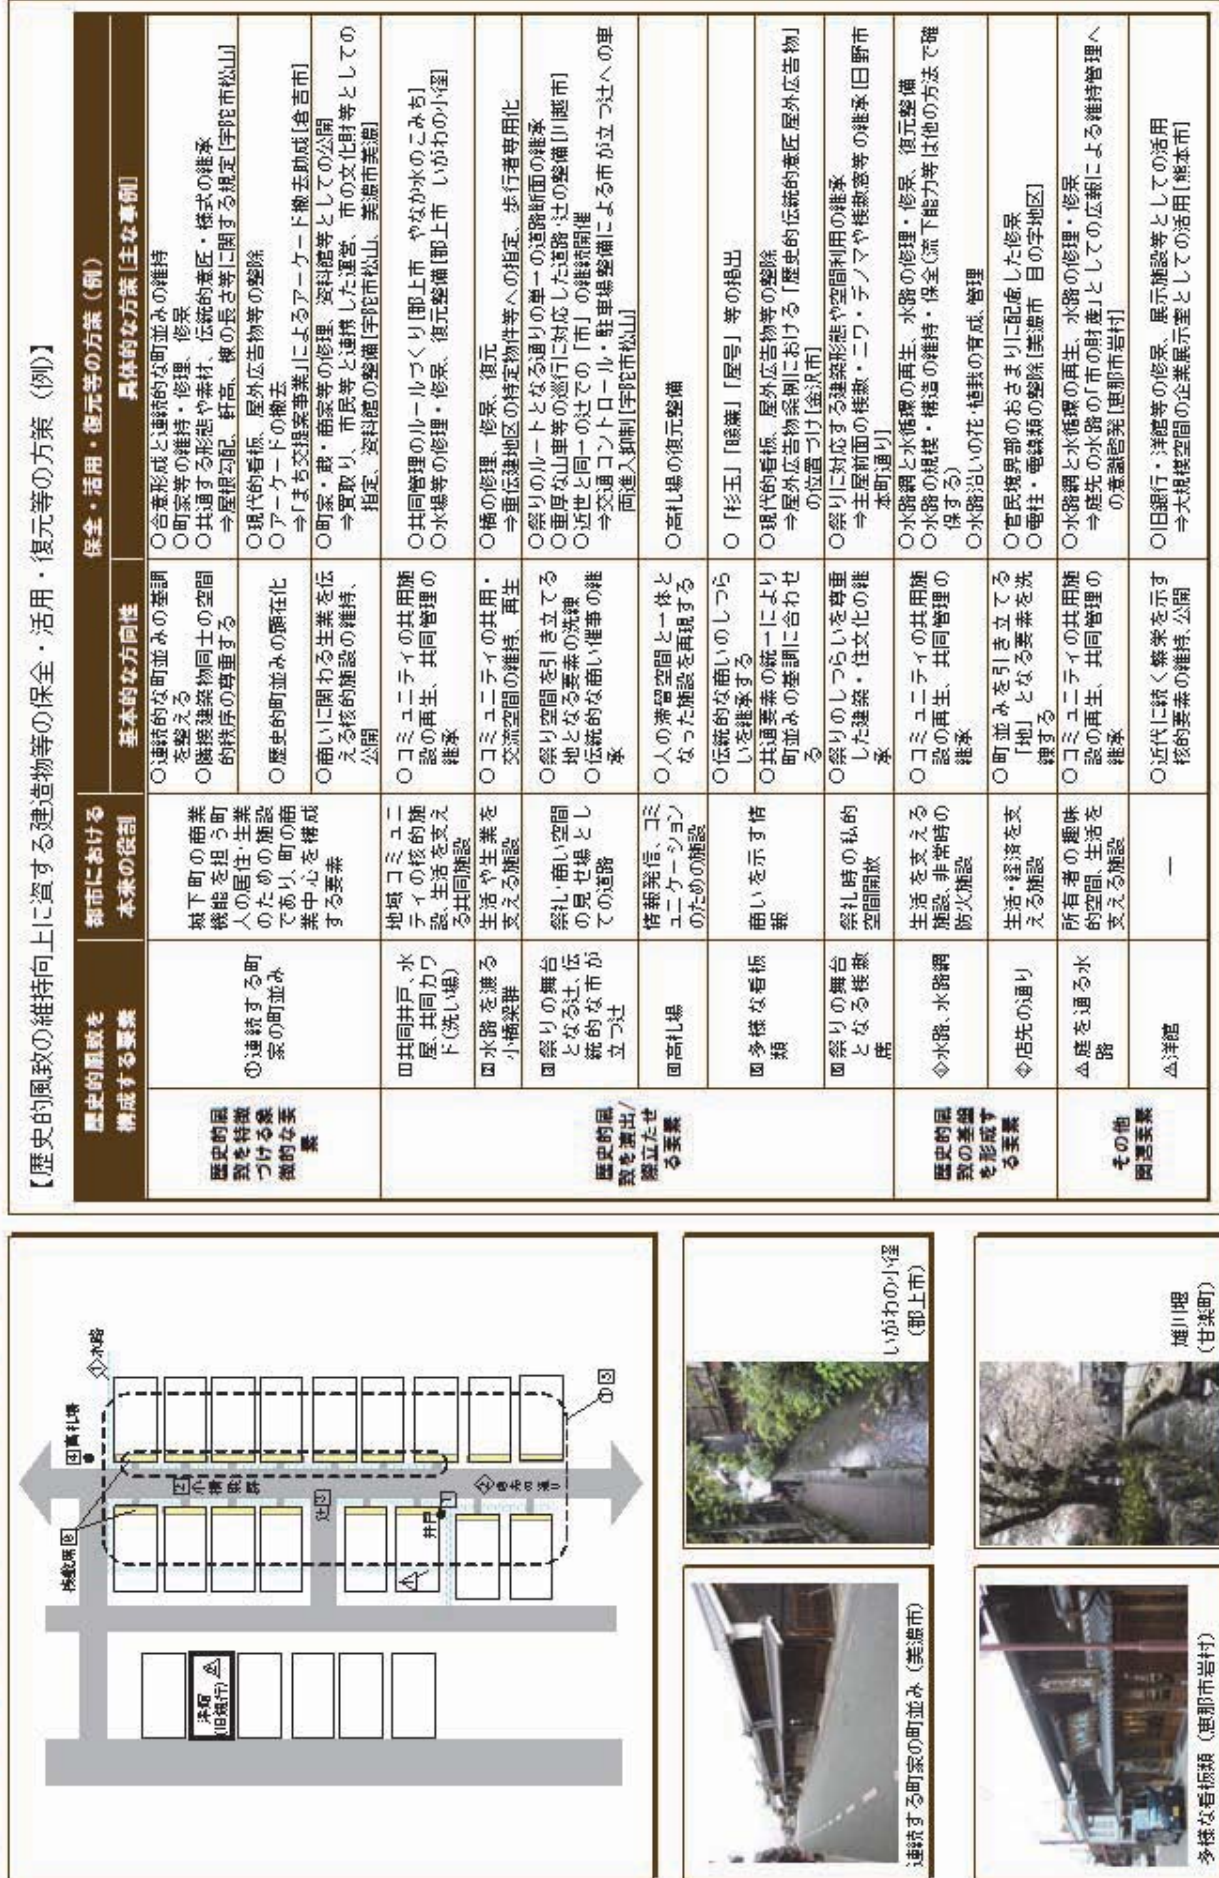 【歴史的風致の維持向上に資する建造物等の保全・活用・復元等の方策（例）】
歴史的風致を
構成する要素
都市における
本来の役割
保全・活用・復元等の方策（例）
基本的な方向性
具体的な方策［主な事例］
歴史的風
致を特徴
づける象
徴的な要
素
①連続する町
家の町並み
城下町の商業
機能を担う町
人の居住・生業
のための施設
であり、町の商
業中心を構成
する要素
○連続的な町並みの基調
を整える
○隣接建築物同士の空間
的秩序の尊重する
○合意形成と連続的な町並みの維持
○町家等の維持・修理、修景
○共通する形態や素材、伝統的意匠・様式の継承
⇒屋根勾配、軒高、棟の長さ等に関する規定［宇陀市松山］
○歴史的町並みの顕在化
○現代的看板、屋外広告物等の整除
○アーケードの撤去
⇒「まち交提案事業」によるアーケード撤去助成［倉吉市］
○商いに関わる生業を伝
える核的施設の維持、
公開
○町家・蔵・商家等の修理、資料館等としての公開
⇒買取り、市民等と連携した運営、市の文化財等としての
指定、資料館の整備［宇陀市松山、美濃市美濃］
歴史的風
致を演出/
際立たせ
る要素
1共同井戸、水
屋、共同カワ
ド（洗い場）
地域コミュニ
ティの核的施
設、生活を支え
る共同施設
○コミュニティの共用施
設の再生、共同管理の
継承
○共同管理のルールづくり［郡上市　やなか水のこみち］
○水場等の修理・修景、復元整備［郡上市　いがわの小径］
2水路を渡る
小橋梁群
生活や生業を
支える施設
○コミュニティの共用・
交流空間の維持、再生
○橋の修理、修景、復元
⇒重伝建地区の特定物件等への指定、歩行者専用化
3祭りの舞台
となる辻、伝
統的な市が
立つ辻
祭礼・商い空間
の見せ場とし
ての道路
○祭り空間を引き立てる
地となる要素の洗練
○伝統的な商い催事の継
承
○祭りのルートとなる通りの単一の道路断面の継承
○重厚な山車等の巡行に対応した道路・辻の整備［川越市］
○近世と同一の辻での「市」の継続開催
⇒交通コントロール・駐車場整備による市が立つ辻への車
両進入抑制［宇陀市松山］
4高札場
情報発信、コミ
ュニケーション
のための施設
○人の滞留空間と一体と
なった施設を再現する
○高札場の復元整備
5多様な看板
類
商いを示す情
報
○伝統的な商いのしつら
いを継承する
○「杉玉」「暖簾」「屋号」等の掲出
○共通要素の統一により
町並みの基調に合わせ
る
○現代的看板、屋外広告物等の整除
⇒屋外広告物条例における「歴史的伝統的意匠屋外広告物」
の位置づけ［金沢市］
6祭りの舞台
となる桟敷
席
祭礼時の私的
空間開放
○祭りのしつらいを尊重
した建築・住文化の継
承
○祭りに対応する建築形態や空間利用の継承
⇒主屋前面の桟敷・ニワ・デノマや桟敷窓等の継承［日野市
本町通り］
歴史的風
致の基盤
を形成す
る要素
1水路、水路網
生活を支える
施設、非常時の
防火施設
○コミュニティの共用施
設の再生、共同管理の
継承
○水路網と水循環の再生、水路の修理・修景、復元整備
○水路の規模・構造の維持・保全（流下能力等は他の方法で確
保する）
○水路沿いの花・植栽の育成、管理
2店先の通り
生活・経済を支
える施設
○町並みを引き立てる
「地」となる要素を洗
練する
○官民境界部のおさまりに配慮した修景
○電柱・電線類の整除［美濃市　目の字地区］
その他
関連要素
1庭を通る水
路
所有者の趣味
的空間、生活を
支える施設
○コミュニティの共用施
設の再生、共同管理の
継承
○水路網と水循環の再生、水路の修理・修景
⇒庭先の水路の「市の財産」としての広報による維持管理へ
の意識啓発［恵那市岩村］
2洋館
―
○近代に続く繁栄を示す
核的要素の維持、公開
○旧銀行・洋館等の修景、展示施設等としての活用
⇒大規模空間の企業展示室としての活用［熊本市］
桟敷席6
4高札場
1水路
2小橋梁群
辻3
井戸
1
2店先の通り
①5
1
洋館
（旧銀行）
2
連続する町家の町並み（美濃市）
いがわの小径
（郡上市）
多様な看板類（恵那市岩村）
雄川堰
（甘楽町）